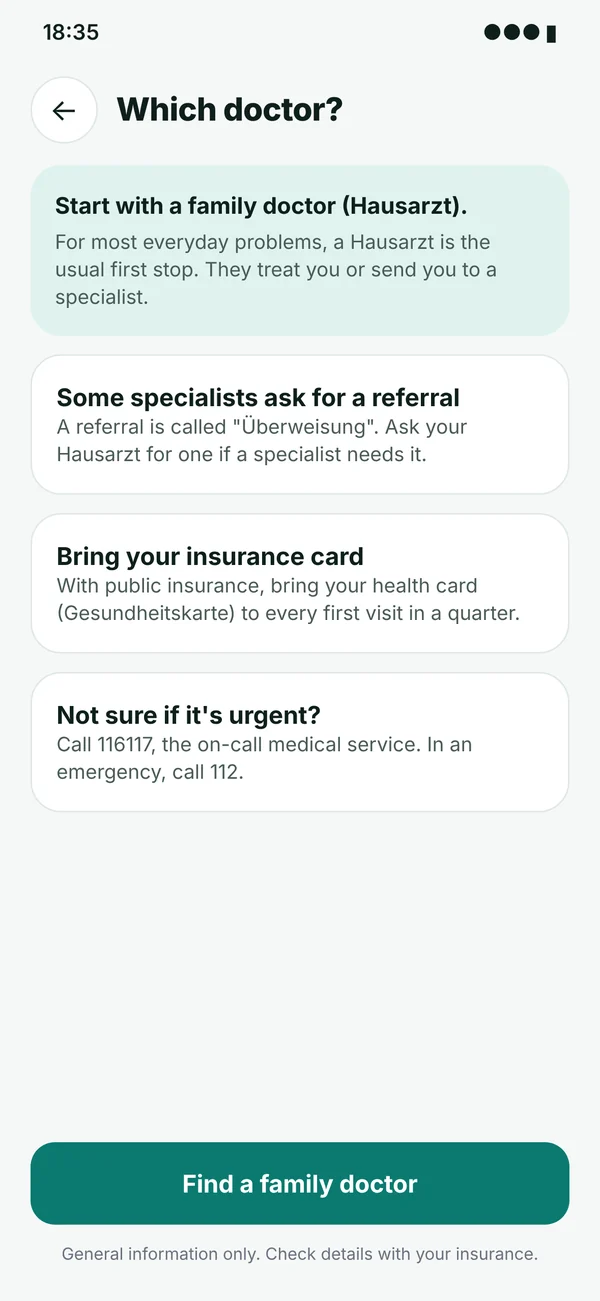 18:35
Which doctor?
Start with a family doctor (Hausarzt).
For most everyday problems, a Hausarzt is the
usual first stop. They treat you or send you to a
specialist.
Some specialists ask for a referral
A referral is called "Überweisung". Ask your
Hausarzt for one if a specialist needs it.
Bring your insurance card
With public insurance, bring your health card
(Gesundheitskarte) to every first visit in a quarter.
Not sure if it's urgent?
Call 116117, the on-call medical service. In an
emergency, call 112.
Find a family doctor
General information only. Check details with your insurance.